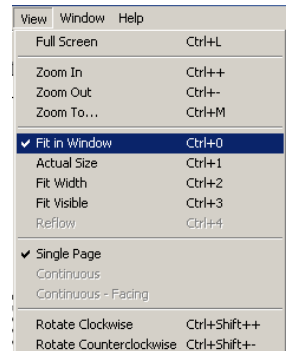 View Window Help
Full Screen Ctrl+L
Zoom In Ctrl++
Zoom Out Ctrl+-
Zoom To... Ctrl+M
Fit in Window Ctrl+0
Actual Size Ctrl+1
Fit Width Ctrl+2
Fit Visible Ctrl+3
Reflow Ctrl+4
Single Page
Continuous
Continuous - Facing
Rotate Clockwise Ctrl+Shift++
Rotate Counterclockwise Ctrl+Shift+-